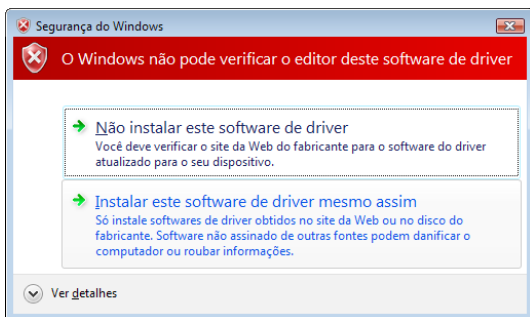 Segurança do Windows
O Windows não pode verificar o editor deste software de driver
Não instalar este software de driver
Você deve verificar o site da Web do fabricante para o software do driver
atualizado para o seu dispositivo.
Instalar este software de driver mesmo assim
Só instale softwares de driver obtidos no site da Web ou no disco do
fabricante. Software não assinado de outras fontes podem danificar o
computador ou roubar informações.
Ver detalhes